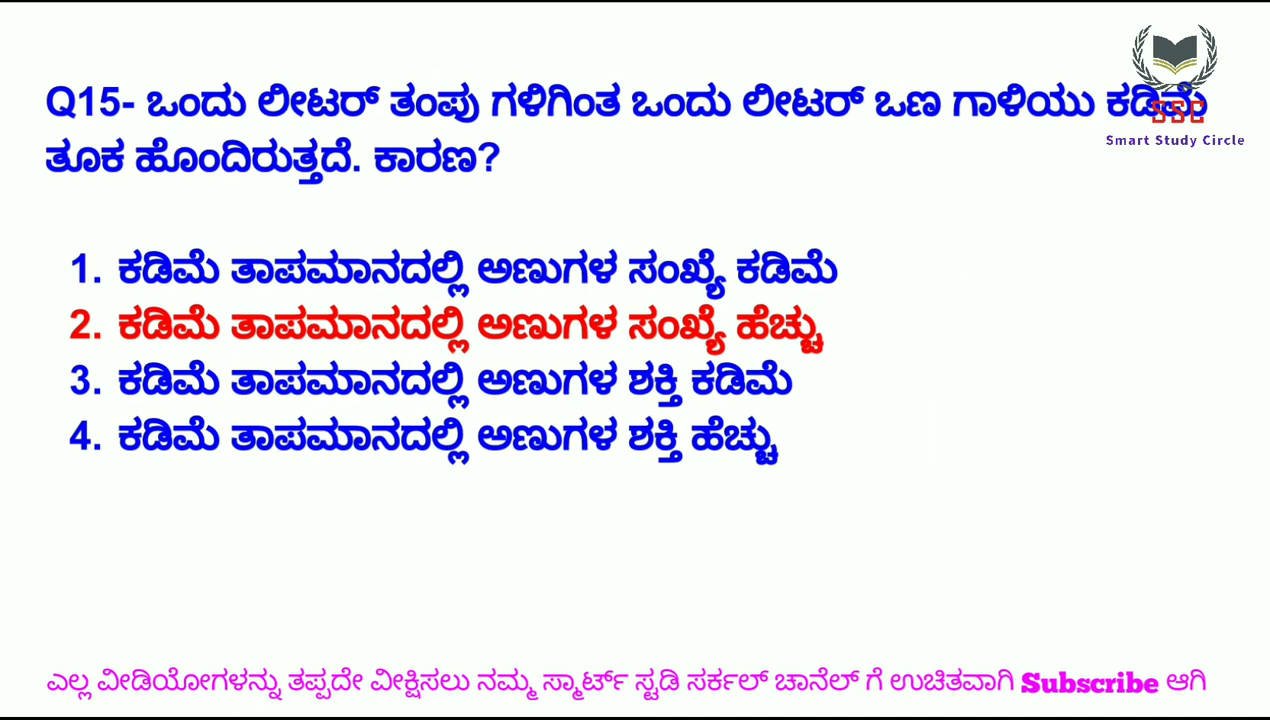 Q15- ಒಂದು ಲೀಟರ್ ತಂಪು ಗಳಿಗಿಂತ ಒಂದು ಲೀಟರ್ ಒಣ ಗಾಳಿಯು ಕಡಿಮೆ
SSC
Smart Study Circle
ತೂಕ ಹೊಂದಿರುತ್ತದೆ. ಕಾರಣ?
1. ಕಡಿಮೆ ತಾಪಮಾನದಲ್ಲಿ ಅಣುಗಳ ಸಂಖ್ಯೆ ಕಡಿಮೆ
2. ಕಡಿಮೆ ತಾಪಮಾನದಲ್ಲಿ ಅಣುಗಳ ಸಂಖ್ಯೆ ಹೆಚ್ಚು
3. ಕಡಿಮೆ ತಾಪಮಾನದಲ್ಲಿ ಅಣುಗಳ ಶಕ್ತಿ ಕಡಿಮೆ
4. ಕಡಿಮೆ ತಾಪಮಾನದಲ್ಲಿ ಅಣುಗಳ ಶಕ್ತಿ ಹೆಚ್ಚು
ಎಲ್ಲ ವೀಡಿಯೋಗಳನ್ನು ತಪ್ಪದೇ ವೀಕ್ಷಿಸಲು ನಮ್ಮ ಸ್ಮಾರ್ಟ್ ಸ್ಟಡಿ ಸರ್ಕಲ್ ಚಾನೆಲ್ ಗೆ ಉಚಿತವಾಗಿ Subscribe ಆಗಿ